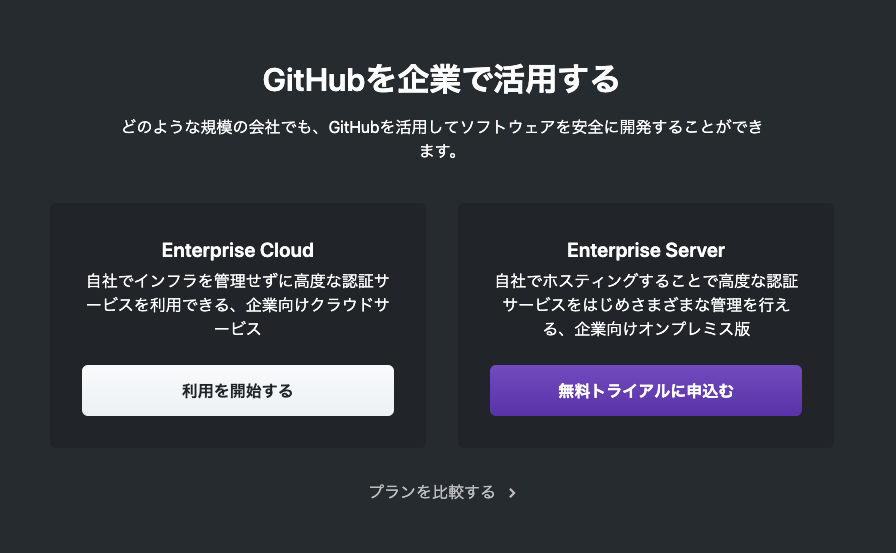 GitHubを企業で活用する
どのような規模の会社でも、GitHubを活用してソフトウェアを安全に開発することができ
ます。
Enterprise Cloud
自社でインフラを管理せずに高度な認証サ
ービスを利用できる、企業向けクラウドサ
ービス
利用を開始する
Enterprise Server
自社でホスティングすることで高度な認証
サービスをはじめさまざまな管理を行え
る、企業向けオンプレミス版
無料トライアルに申込む
プランを比較する